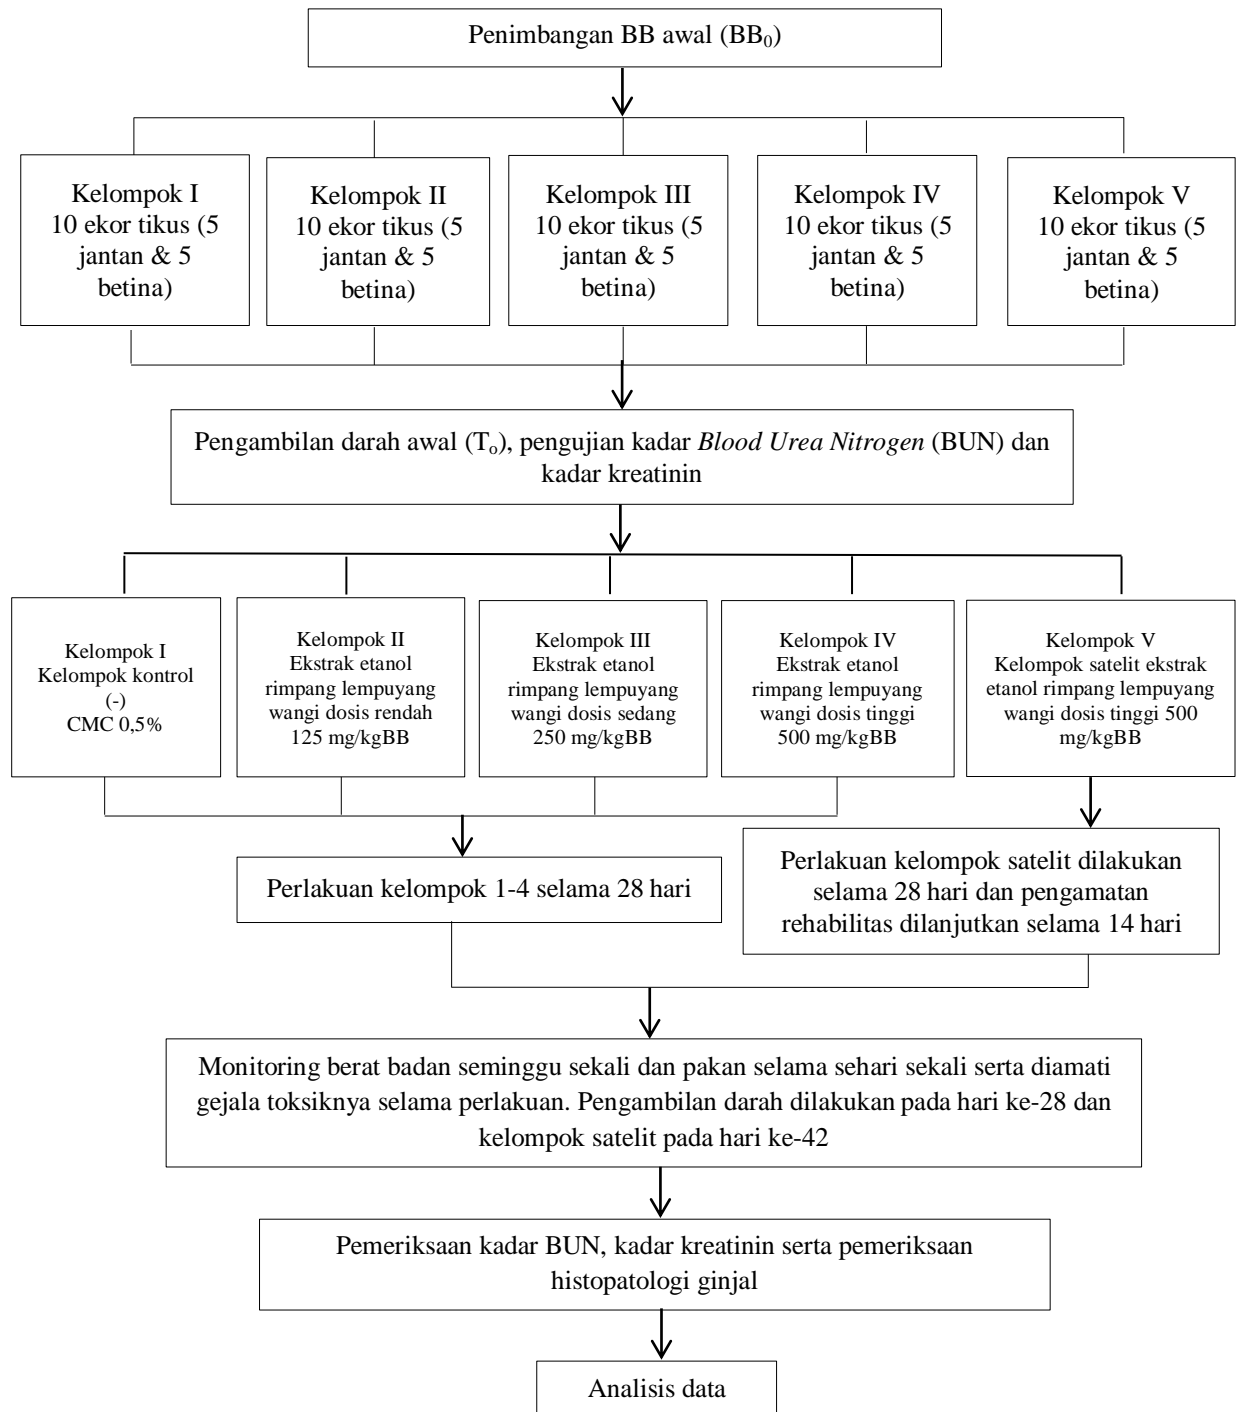 Penimbangan BB awal (BB₀)
Kelompok I
10 ekor tikus (5
jantan & 5
betina)
Kelompok II
10 ekor tikus (5
jantan & 5
betina)
Kelompok III
10 ekor tikus (5
jantan & 5
betina)
Kelompok IV
10 ekor tikus (5
jantan & 5
betina)
Kelompok V
10 ekor tikus (5
jantan & 5
betina)
Pengambilan darah awal (Tₒ), pengujian kadar Blood Urea Nitrogen (BUN) dan
kadar kreatinin
Kelompok I
Kelompok kontrol
(-)
CMC 0,5%
Kelompok II
Ekstrak etanol
rimpang lempuyang
wangi dosis rendah
125 mg/kgBB
Kelompok III
Ekstrak etanol
rimpang lempuyang
wangi dosis sedang
250 mg/kgBB
Kelompok IV
Ekstrak etanol
rimpang lempuyang
wangi dosis tinggi
500 mg/kgBB
Kelompok V
Kelompok satelit ekstrak
etanol rimpang lempuyang
wangi dosis tinggi 500
mg/kgBB
Perlakuan kelompok 1-4 selama 28 hari
Perlakuan kelompok satelit dilakukan
selama 28 hari dan pengamatan
rehabilitas dilanjutkan selama 14 hari
Monitoring berat badan seminggu sekali dan pakan selama sehari sekali serta diamati
gejala toksiknya selama perlakuan. Pengambilan darah dilakukan pada hari ke-28 dan
kelompok satelit pada hari ke-42
Pemeriksaan kadar BUN, kadar kreatinin serta pemeriksaan
histopatologi ginjal
Analisis data